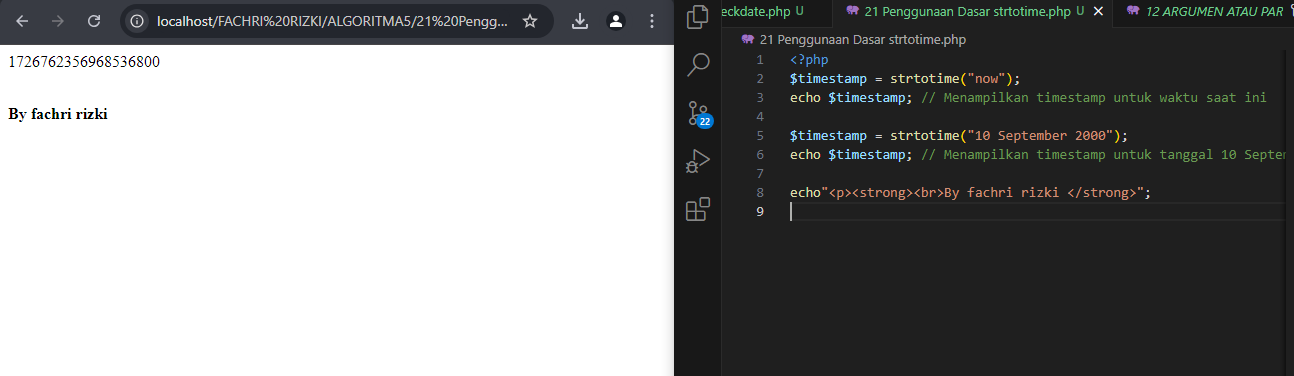 localhost/FACHRI%20RIZKI/ALGORITMA5/21%20Pengg...
1726762356968536800
By fachri rizki
eckdate.php U
21 Penggunaan Dasar strtotime.php U
12 ARGUMEN ATAU PAR
21 Penggunaan Dasar strtotime.php
22
1 <?php
2 $timestamp = strtotime("now");
3 echo $timestamp; // Menampilkan timestamp untuk waktu saat ini
4
5 $timestamp = strtotime("10 September 2000");
6 echo $timestamp; // Menampilkan timestamp untuk tanggal 10 Septem
7
8 echo"<p><strong><br>By fachri rizki </strong>";
9